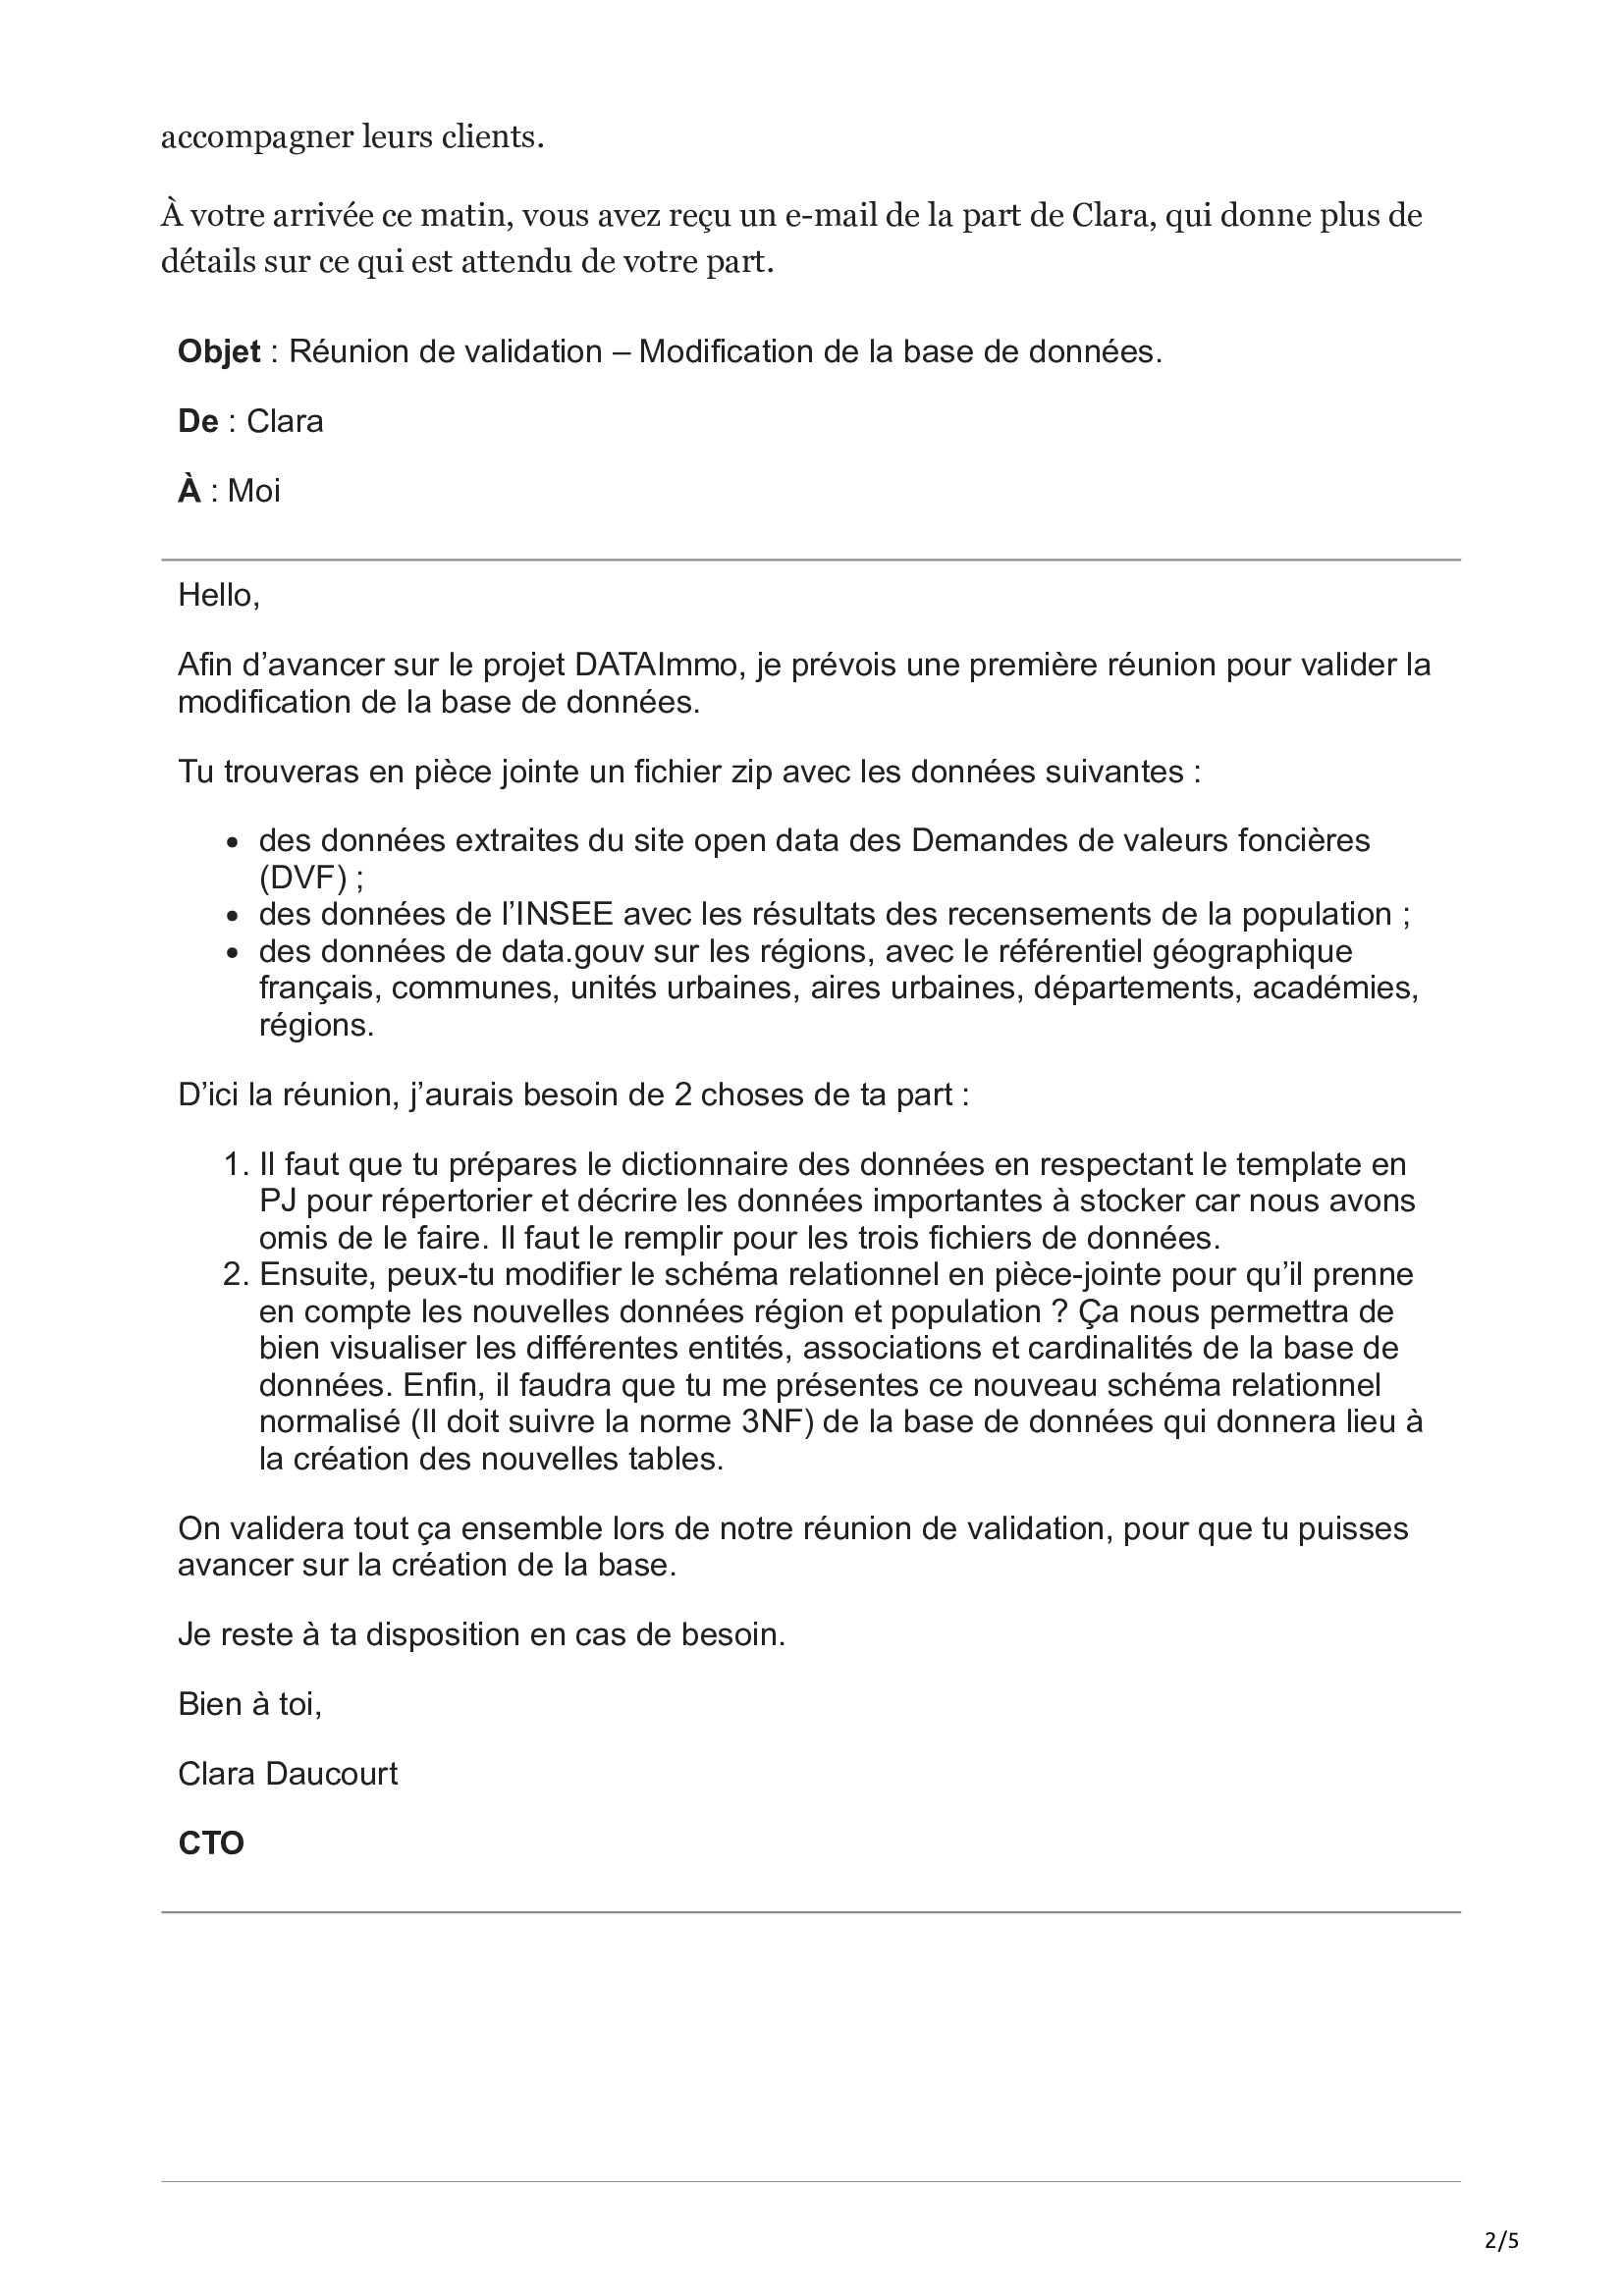 accompagner leurs clients.
À votre arrivée ce matin, vous avez reçu un e-mail de la part de Clara, qui donne plus de
détails sur ce qui est attendu de votre part.
Objet : Réunion de validation – Modification de la base de données.
De : Clara
À : Moi
Hello,
Afin d’avancer sur le projet DATAImmo, je prévois une première réunion pour valider la
modification de la base de données.
Tu trouveras en pièce jointe un fichier zip avec les données suivantes :
• des données extraites du site open data des Demandes de valeurs foncières
(DVF) ;
• des données de l’INSEE avec les résultats des recensements de la population ;
• des données de data.gouv sur les régions, avec le référentiel géographique
français, communes, unités urbaines, aires urbaines, départements, académies,
régions.
D’ici la réunion, j’aurais besoin de 2 choses de ta part :
1. Il faut que tu prépares le dictionnaire des données en respectant le template en
PJ pour répertorier et décrire les données importantes à stocker car nous avons
omis de le faire. Il faut le remplir pour les trois fichiers de données.
2. Ensuite, peux-tu modifier le schéma relationnel en pièce-jointe pour qu’il prenne
en compte les nouvelles données région et population ? Ça nous permettra de
bien visualiser les différentes entités, associations et cardinalités de la base de
données. Enfin, il faudra que tu me présentes ce nouveau schéma relationnel
normalisé (Il doit suivre la norme 3NF) de la base de données qui donnera lieu à
la création des nouvelles tables.
On validera tout ça ensemble lors de notre réunion de validation, pour que tu puisses
avancer sur la création de la base.
Je reste à ta disposition en cas de besoin.
Bien à toi,
Clara Daucourt
CTO
2/5